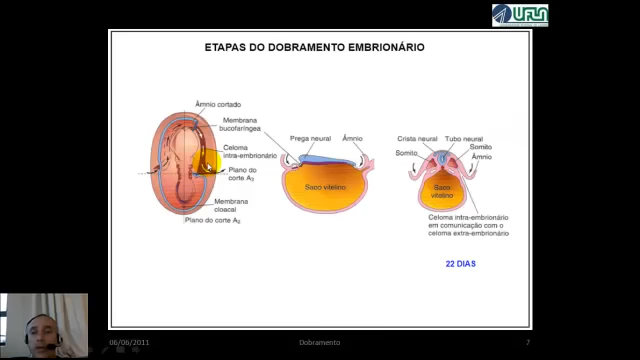 UFLA
ETAPAS DO DOBRAMENTO EMBRIONÁRIO
Âmnio cortado
Membrana
bucofaríngea
Celoma
intra-embrionário
Plano do
corte A3
Membrana
cloacal
Plano do corte A2
Prega neural
Âmnio
Saco vitelino
Crista neural
Tubo neural
Somito
Somito
Âmnio
Saco
vitelino
Celoma intra-embrionário
em comunicação com o
celoma extra-embrionário
22 DIAS
06/06/2011
Dobramento
7